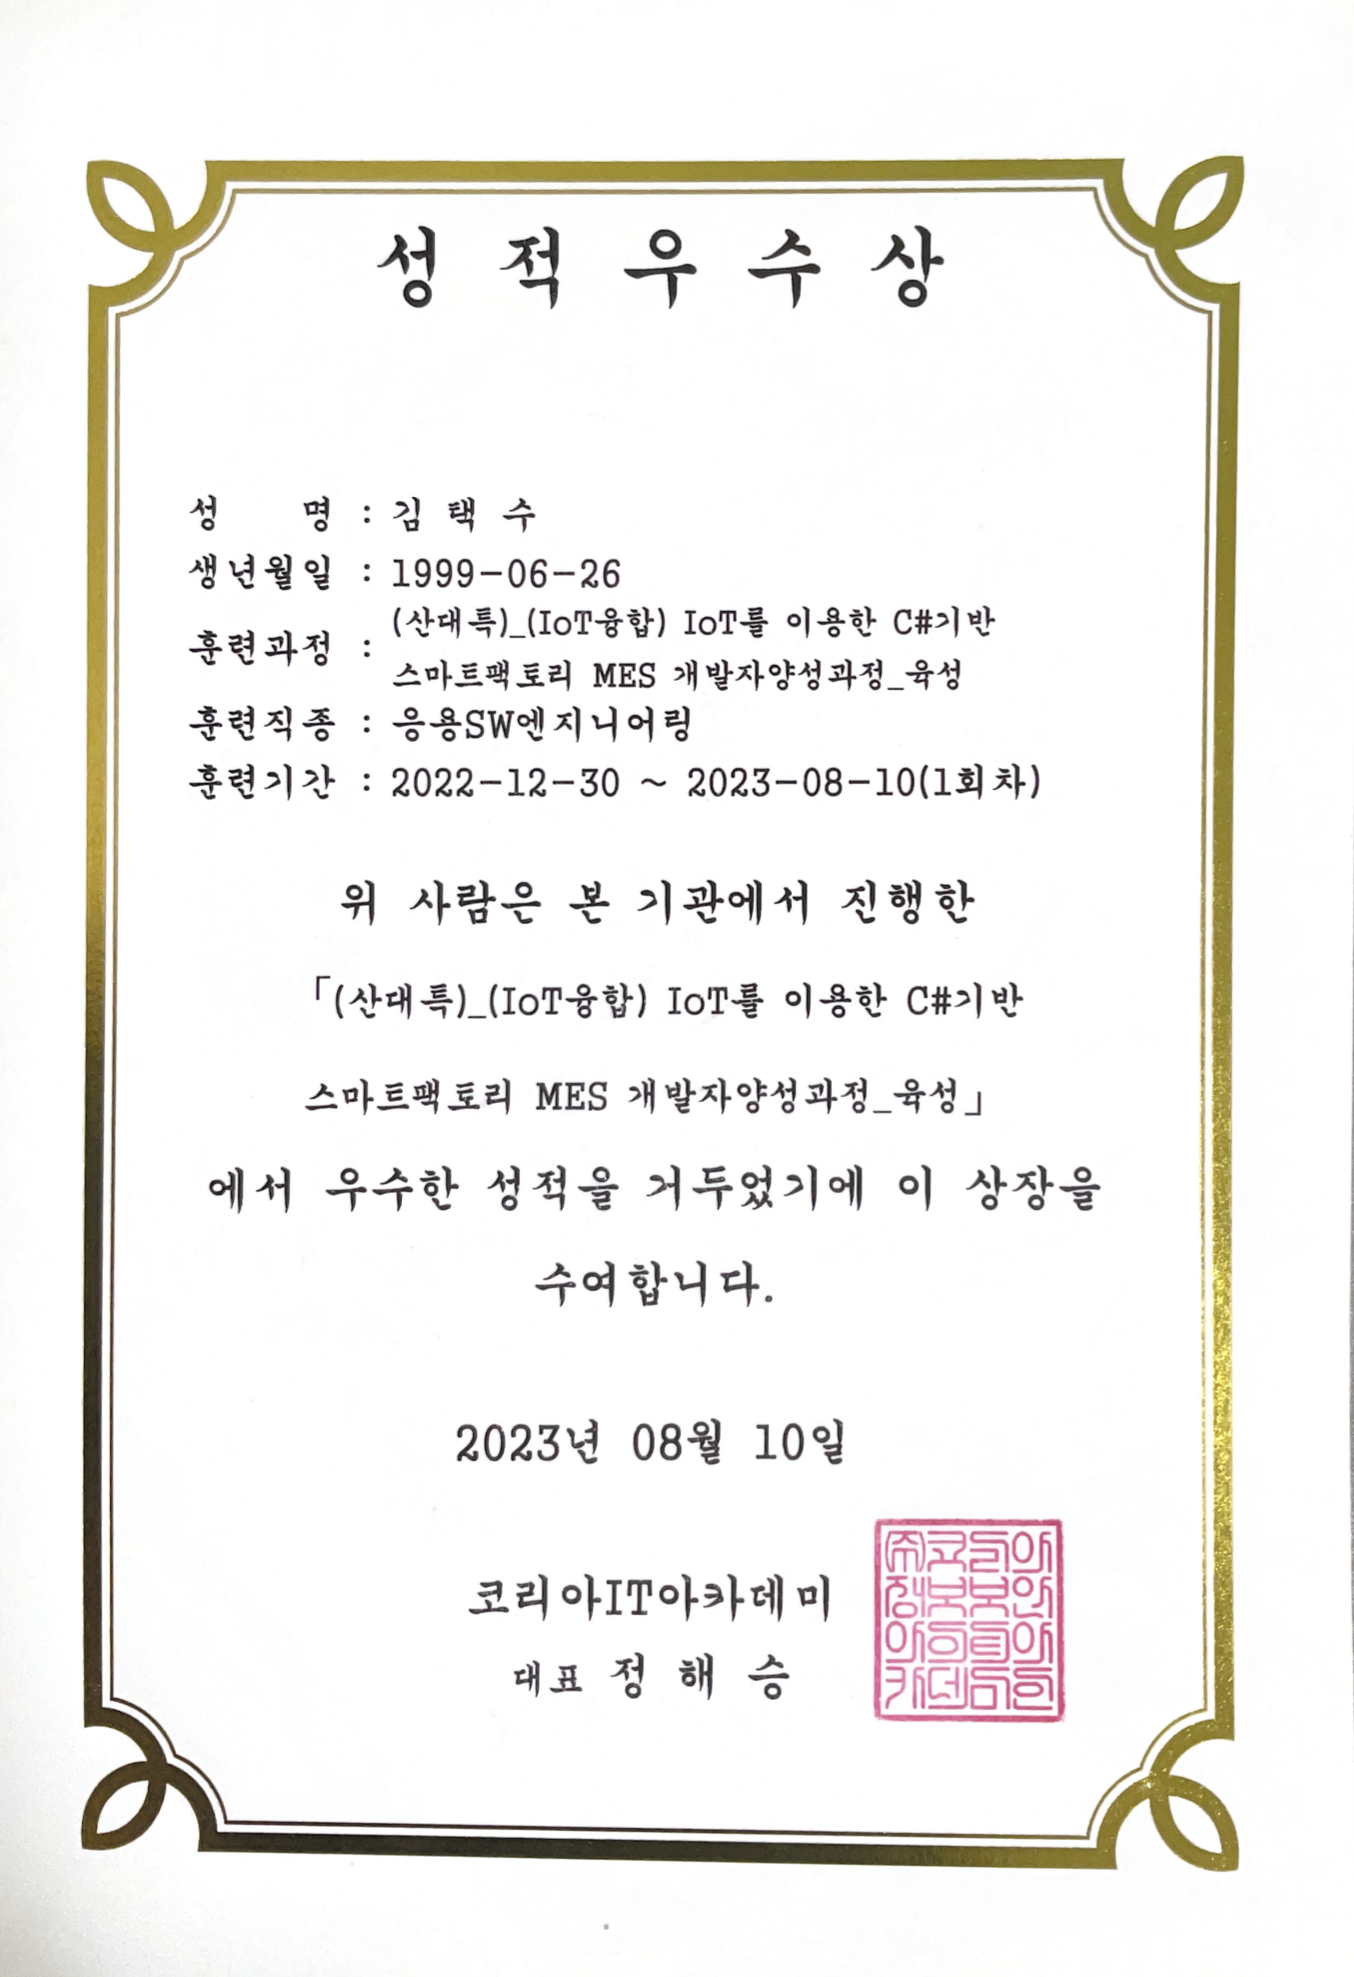 성적우수상
성 명 : 김 택 수
생년월일 : 1999-06-26
훈련과정 : (산대특)_(IoT융합) IoT를 이용한 C#기반
스마트팩토리 MES 개발자양성과정_육성
훈련직종 : 응용SW엔지니어링
훈련기간 : 2022-12-30 ~ 2023-08-10(1회차)
위 사람은 본 기관에서 진행한
「(산대특)_(IoT융합) IoT를 이용한 C#기반
스마트팩토리 MES 개발자양성과정_육성」
에서 우수한 성적을 거두었기에 이 상장을
수여합니다.
2023년 08월 10일
코리아IT아카데미
대표 정 해 승